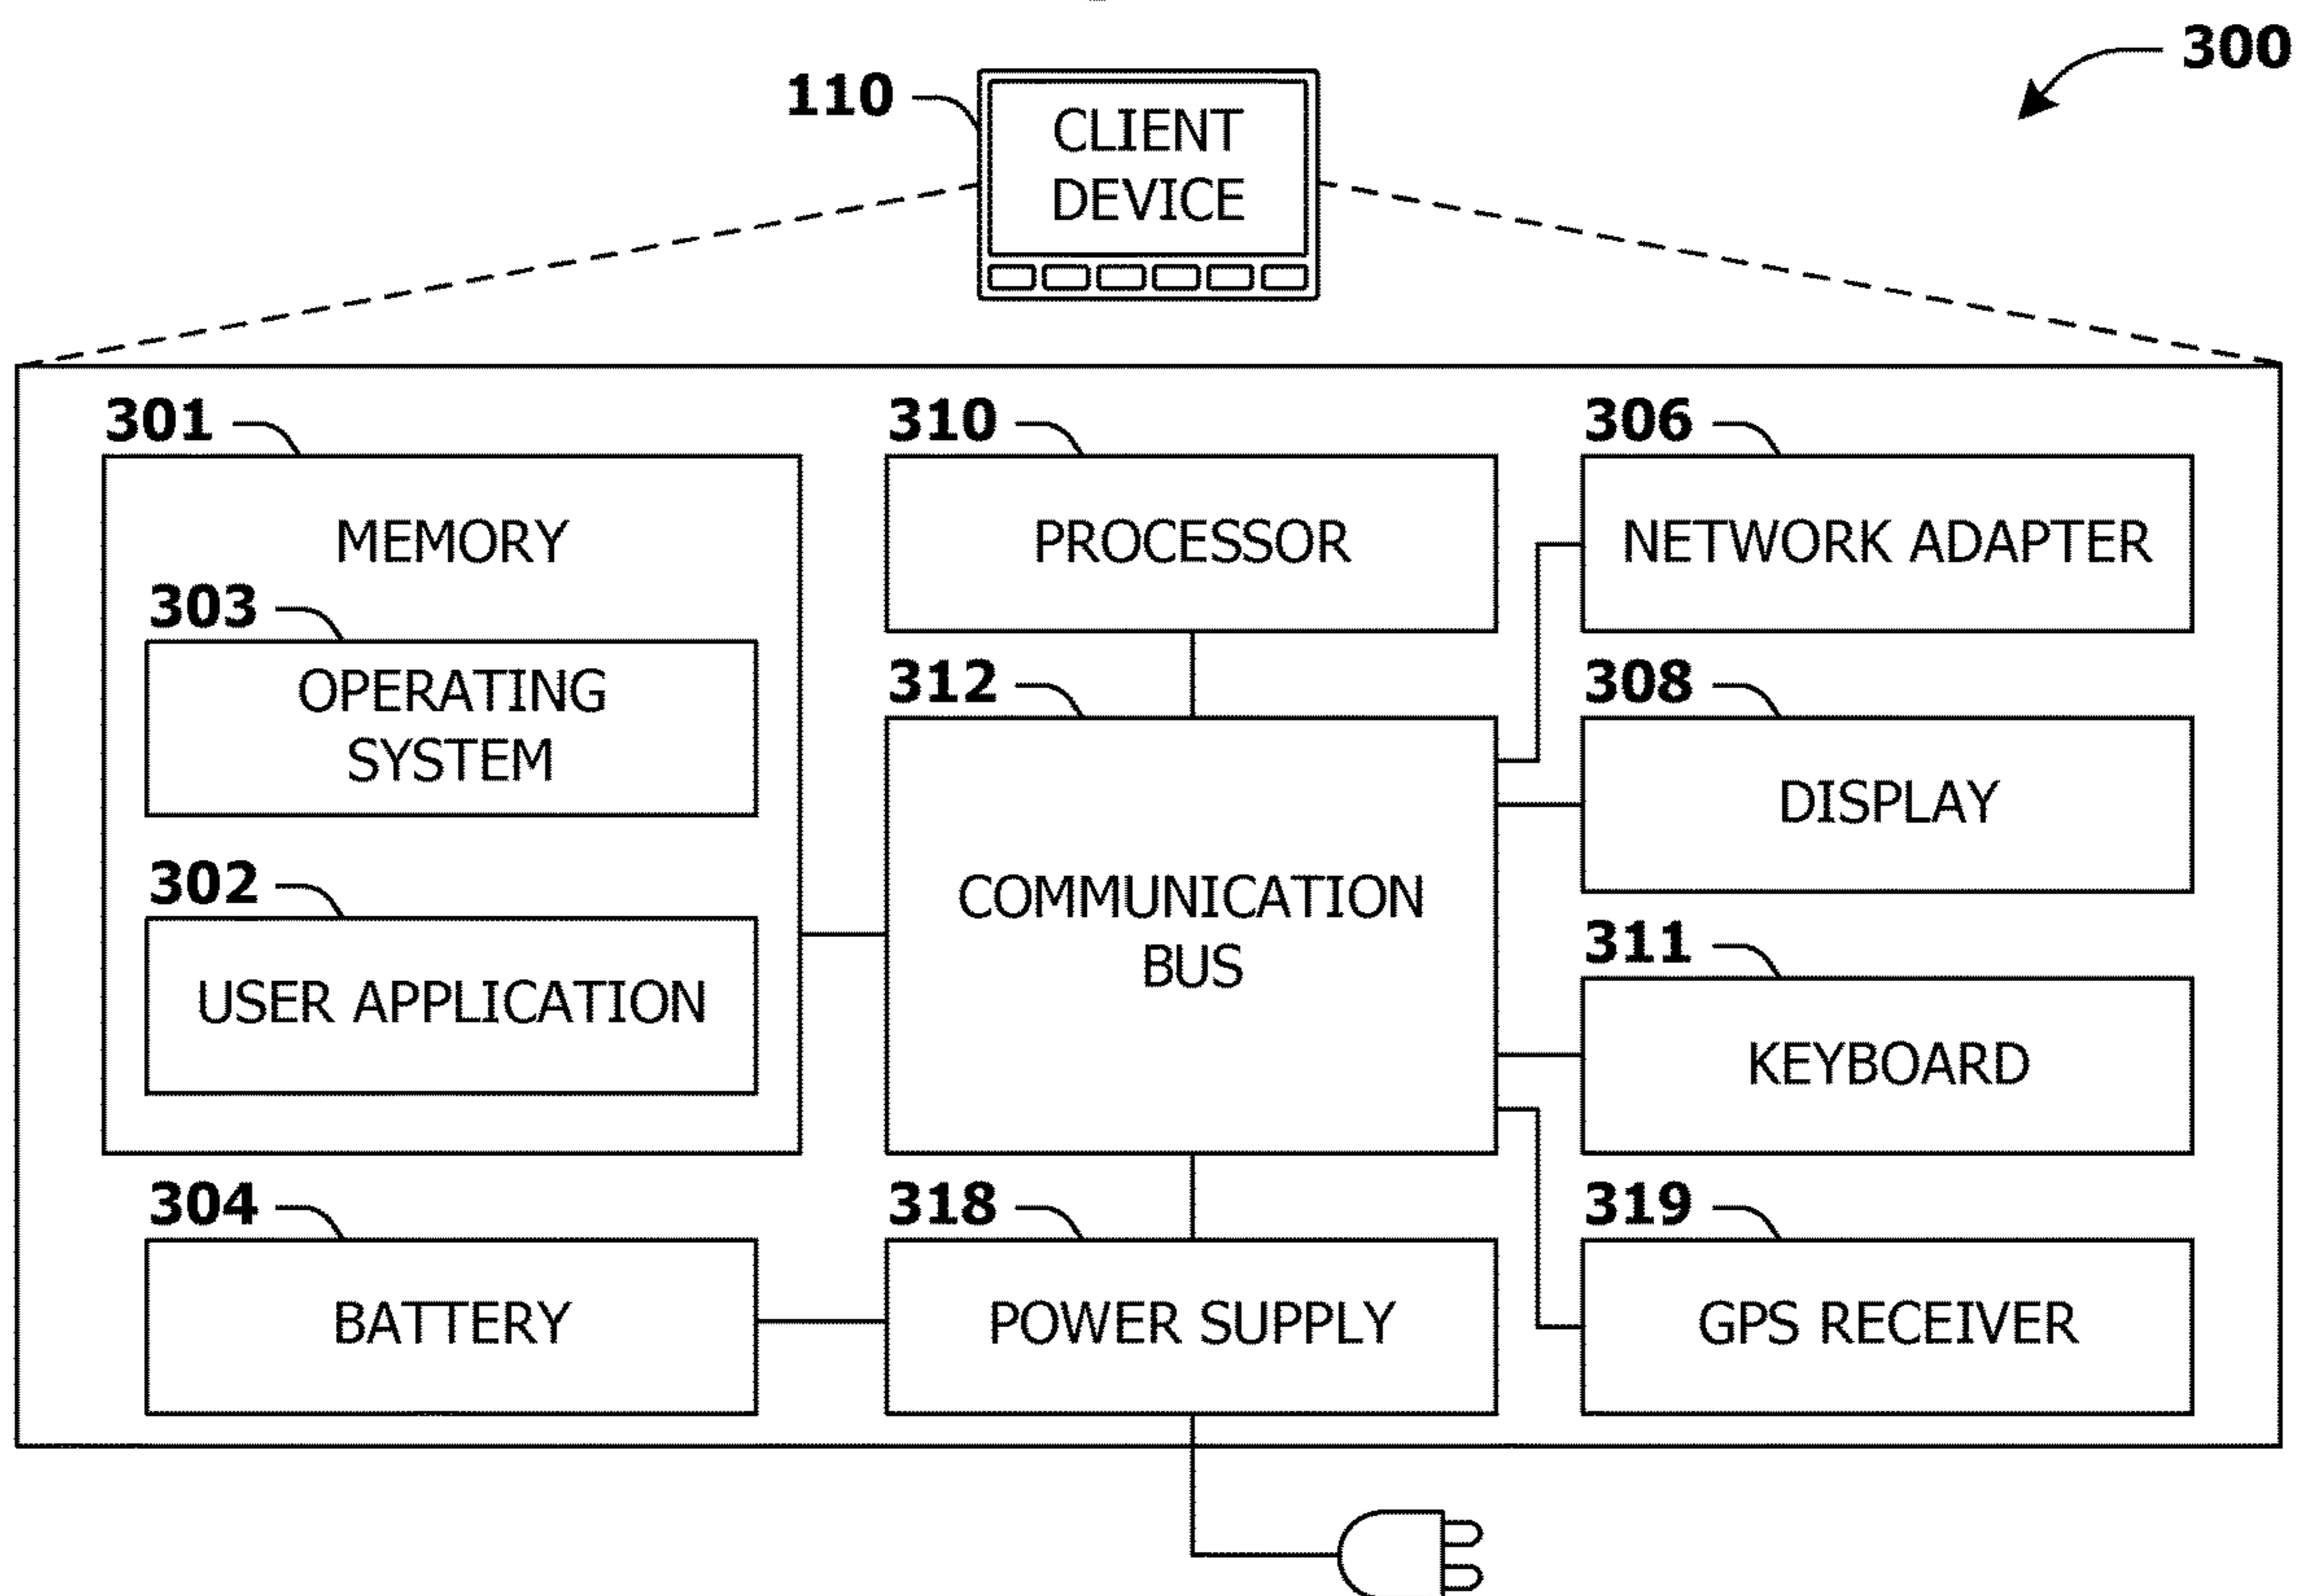 300
110
CLIENT
DEVICE
301
310
306
MEMORY
PROCESSOR
NETWORK ADAPTER
303
312
308
OPERATING
SYSTEM
DISPLAY
302
COMMUNICATION
BUS
311
USER APPLICATION
KEYBOARD
304
318
319
BATTERY
POWER SUPPLY
GPS RECEIVER